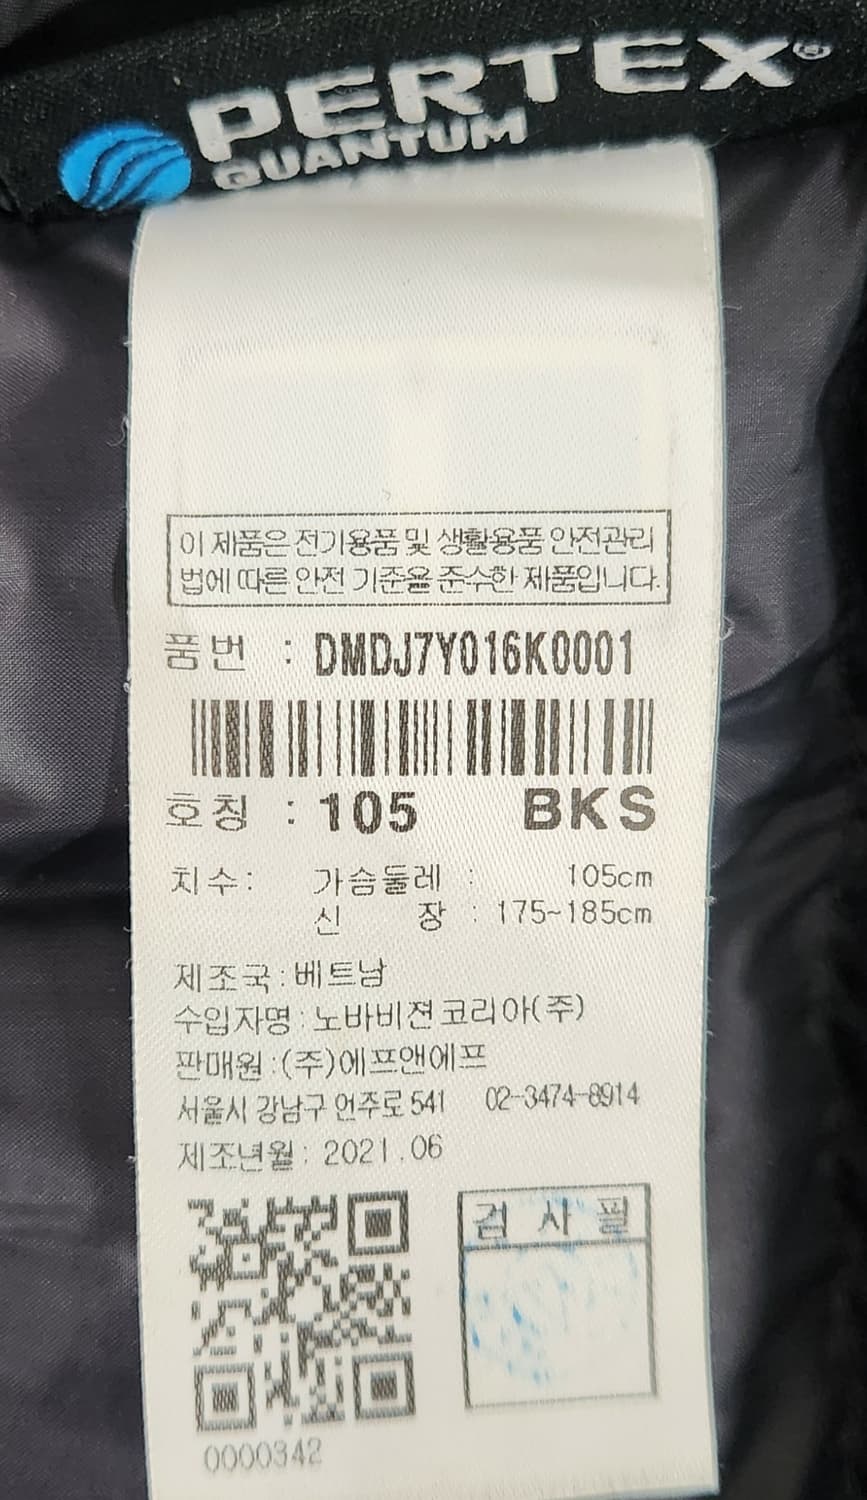 PERTEX®
QUANTUM
이 제품은 전기용품 및 생활용품 안전관리
법에 따른 안전 기준을 준수한 제품입니다.
품번 : DMDJ7Y016K0001
호칭 : 105 BKS
치수: 가슴둘레 : 105cm
신 장 : 175~185cm
제조국 : 베트남
수입자명 : 노바비젼코리아(주)
판매원 : (주)에프앤에프
서울시 강남구 언주로 541 02-3474-8914
제조년월 : 2021.06
검 사 필
0000342